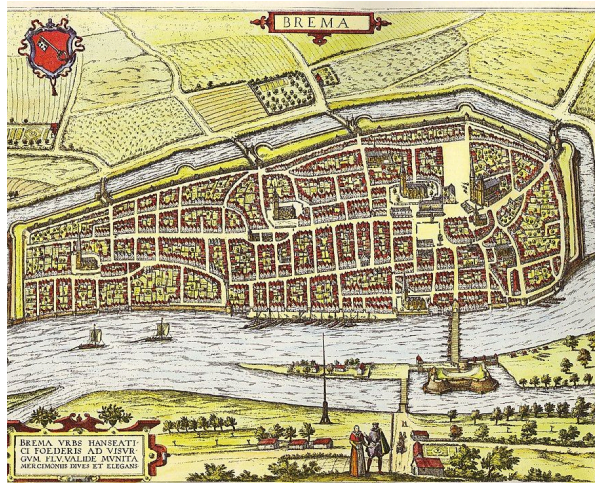 BREMA
BREMA VRBS HANSEATI-
CI FOEDERIS AD VISVR-
GVM FLV. VALIDE MVNITA
MERCIMONIIS DIVES ET ELEGANS